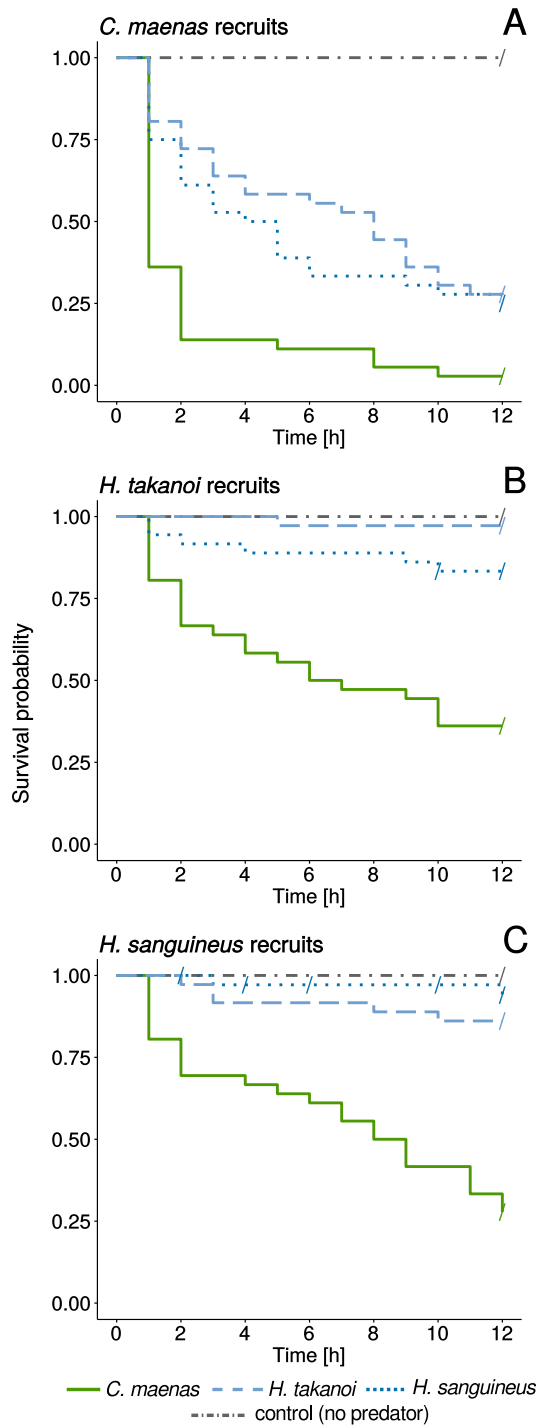 C. maenas recruits A
1.00
0.75
0.50
0.25
0.00
0 2 4 6 8 10 12
Time [h]
H. takanoi recruits B
1.00
0.75
0.50
0.25
0.00
0 2 4 6 8 10 12
Time [h]
Survival probability
H. sanguineus recruits C
1.00
0.75
0.50
0.25
0.00
0 2 4 6 8 10 12
Time [h]
C. maenas H. takanoi H. sanguineus
control (no predator)